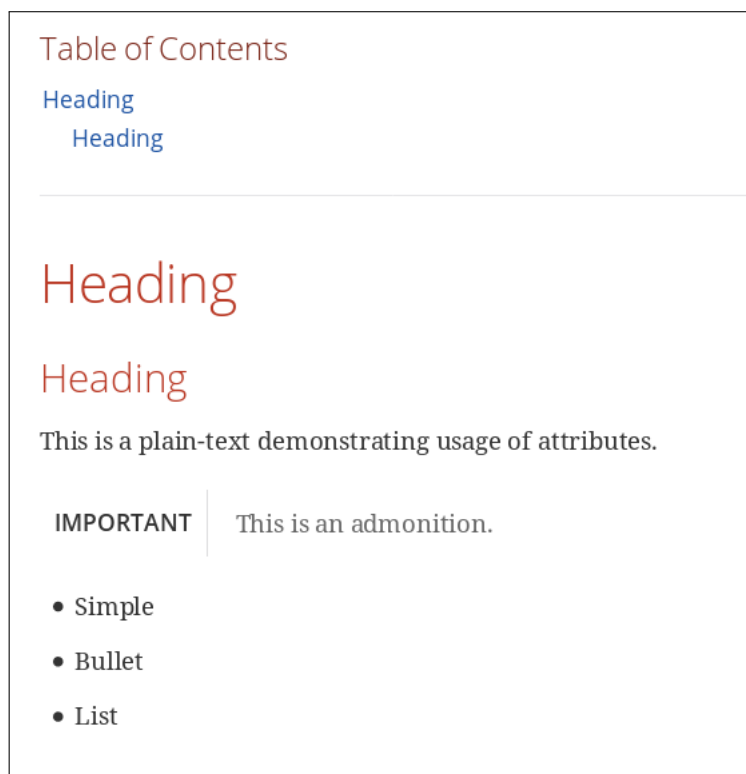 Table of Contents
Heading
Heading
Heading
Heading
This is a plain-text demonstrating usage of attributes.
IMPORTANT This is an admonition.
• Simple
• Bullet
• List